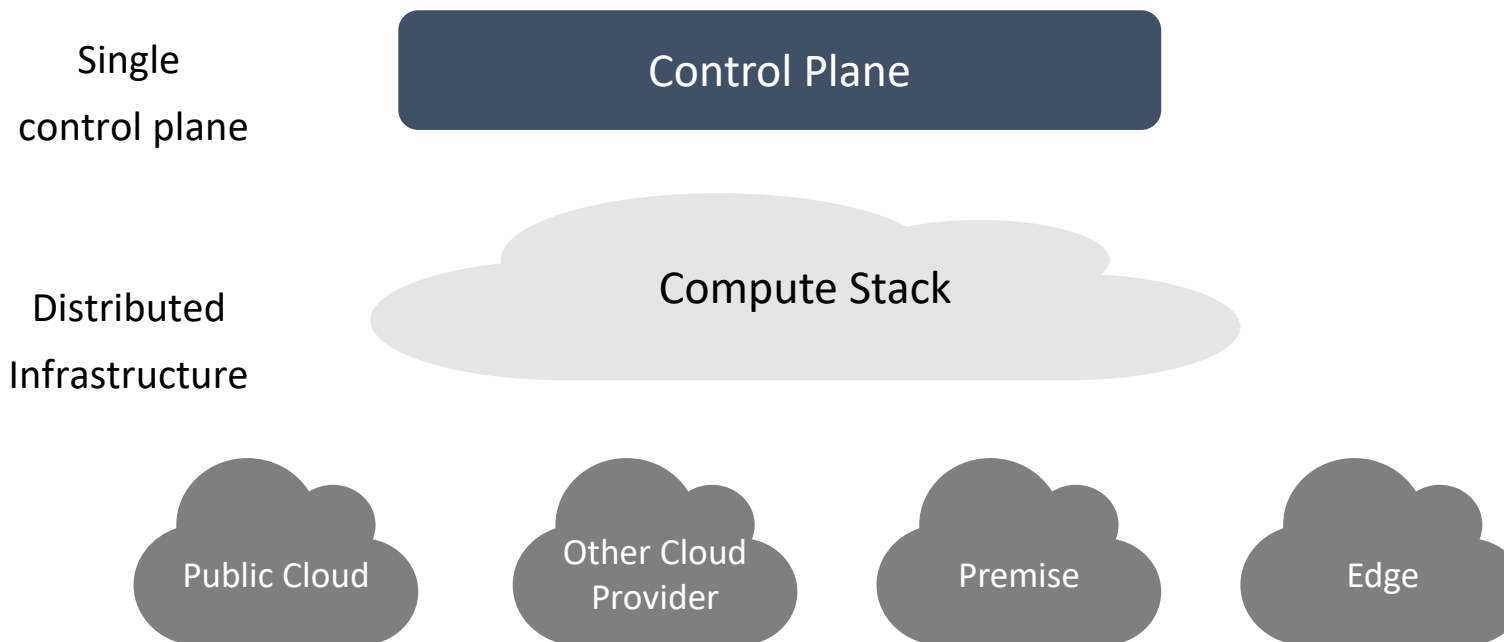 Single
control plane
Control Plane
Distributed
Infrastructure
Compute Stack
Public Cloud
Other Cloud
Provider
Premise
Edge